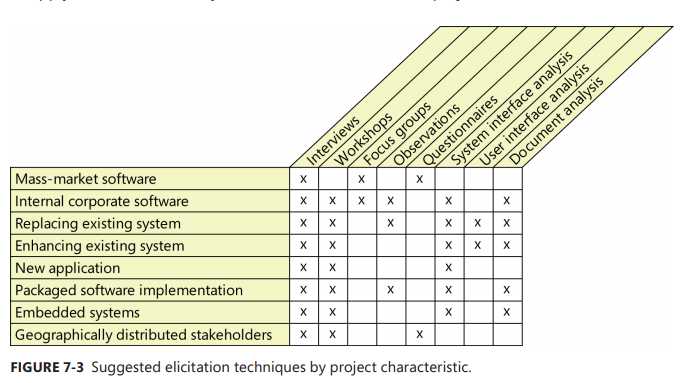 Interviews
Workshops
Focus groups
Observations
Questionnaires
System interface analysis
User interface analysis
Document analysis
Mass-market software x x x
Internal corporate software x x x x x x
Replacing existing system x x x x x x
Enhancing existing system x x x x x
New application x x x
Packaged software implementation x x x x x
Embedded systems x x x x
Geographically distributed stakeholders x x x
FIGURE 7-3 Suggested elicitation techniques by project characteristic.